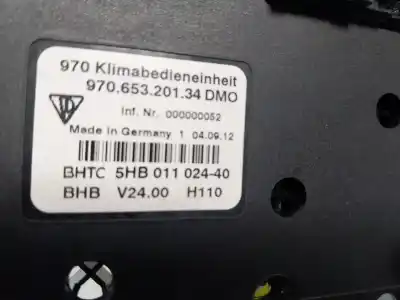 970 Klimabedieneinheit
970.653.201.34 DMO
Inf. Nr. 000000052
Made in Germany 1 04.09.12
BHTC 5HB 011 024-40
BHB V24.00 H110